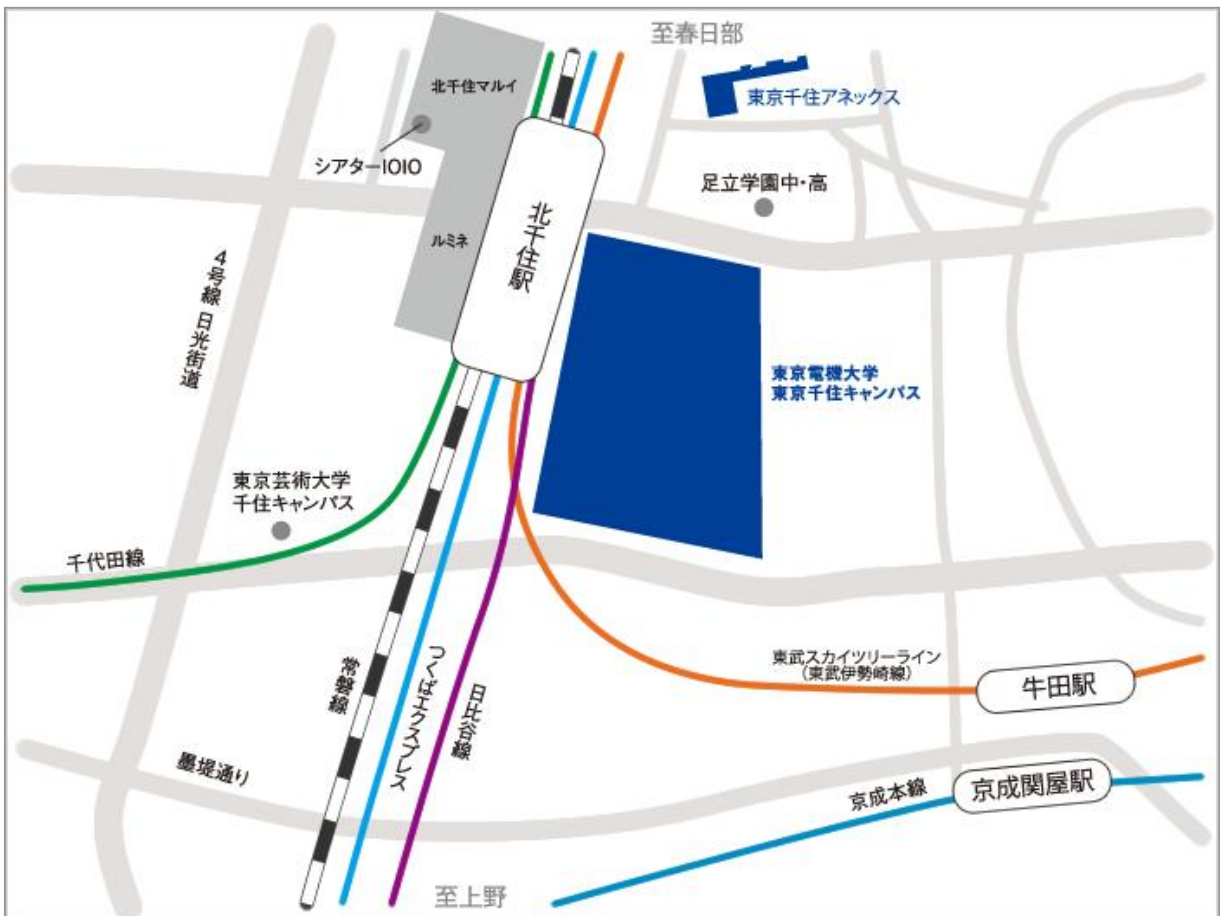 至春日部
北千住マルイ
東京千住アネックス
シアター1010
足立学園中・高
ルミネ
北千住駅
4号線 日光街道
東京電機大学
東京千住キャンパス
東京芸術大学
千住キャンパス
千代田線
東武スカイツリーライン
(東武伊勢崎線)
牛田駅
常磐線
つくばエクスプレス
日比谷線
墨堤通り
京成本線
京成関屋駅
至上野